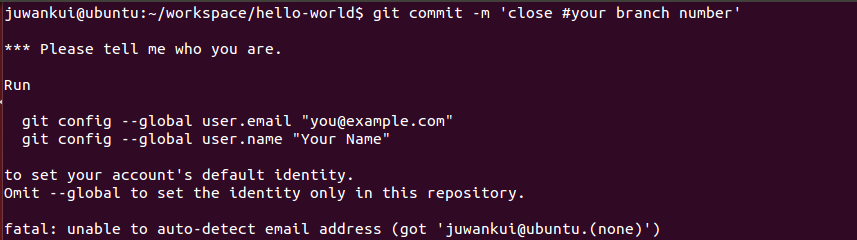 juwankui@ubuntu:~/workspace/hello-world$ git commit -m 'close #your branch number'
*** Please tell me who you are.
Run
git config --global user.email "you@example.com"
git config --global user.name "Your Name"
to set your account's default identity.
Omit --global to set the identity only in this repository.
fatal: unable to auto-detect email address (got 'juwankui@ubuntu.(none)')